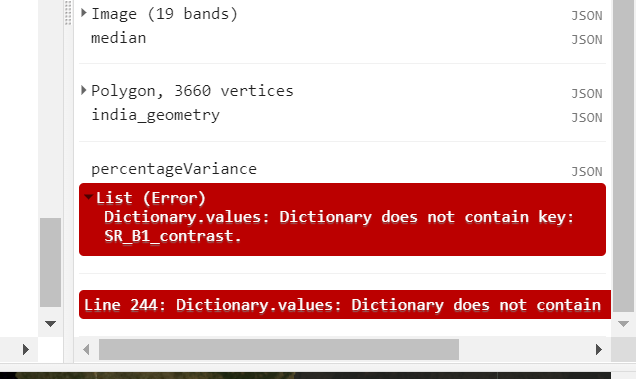 Image (19 bands) JSON
median JSON
Polygon, 3660 vertices JSON
india_geometry JSON
percentageVariance JSON
List (Error)
Dictionary.values: Dictionary does not contain key:
SR_B1_contrast.
Line 244: Dictionary.values: Dictionary does not contain